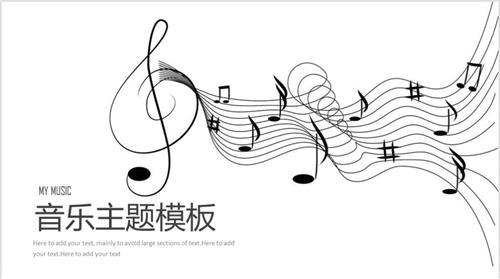 MY MUSIC
音乐主题模板
Here to add your text, mainly to avoid large sections of text.Here to add
your text.Here to add your text